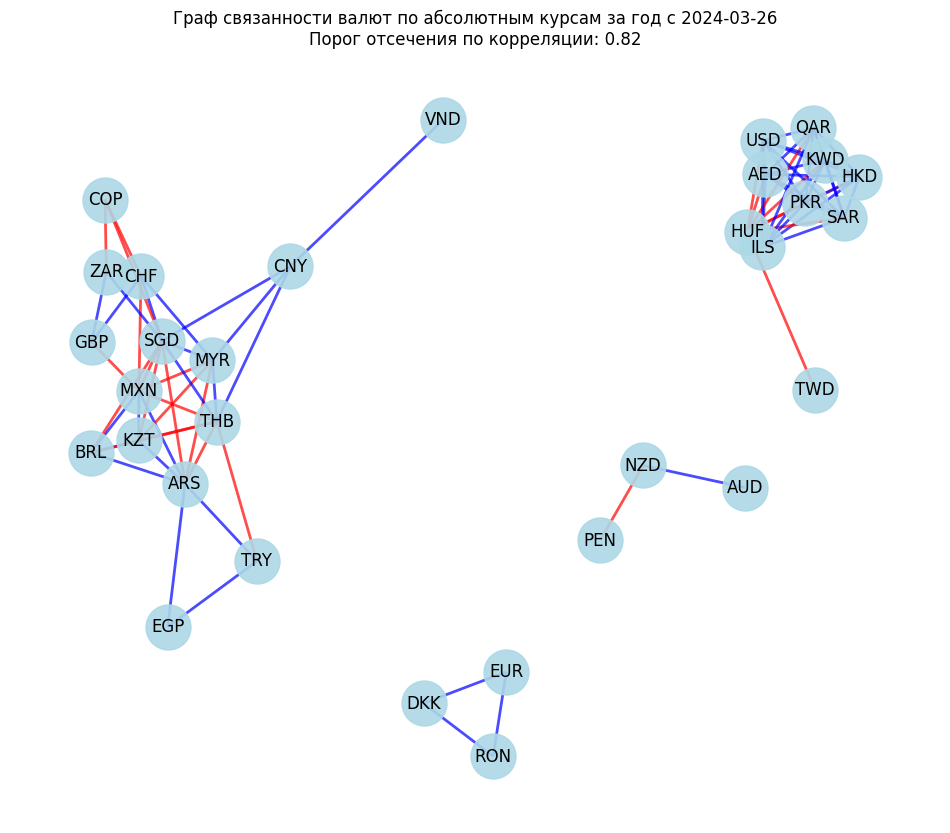 Граф связанности валют по абсолютным курсам за год с 2024-03-26
Порог отсечения по корреляции: 0.82
VND
QAR
USD
KWD
AED
HKD
PKR
SAR
HUF
ILS
COP
CNY
ZAR
CHF
GBP
SGD
MYR
MXN
TWD
THB
KZT
BRL
NZD
ARS
AUD
PEN
TRY
EGP
EUR
DKK
RON